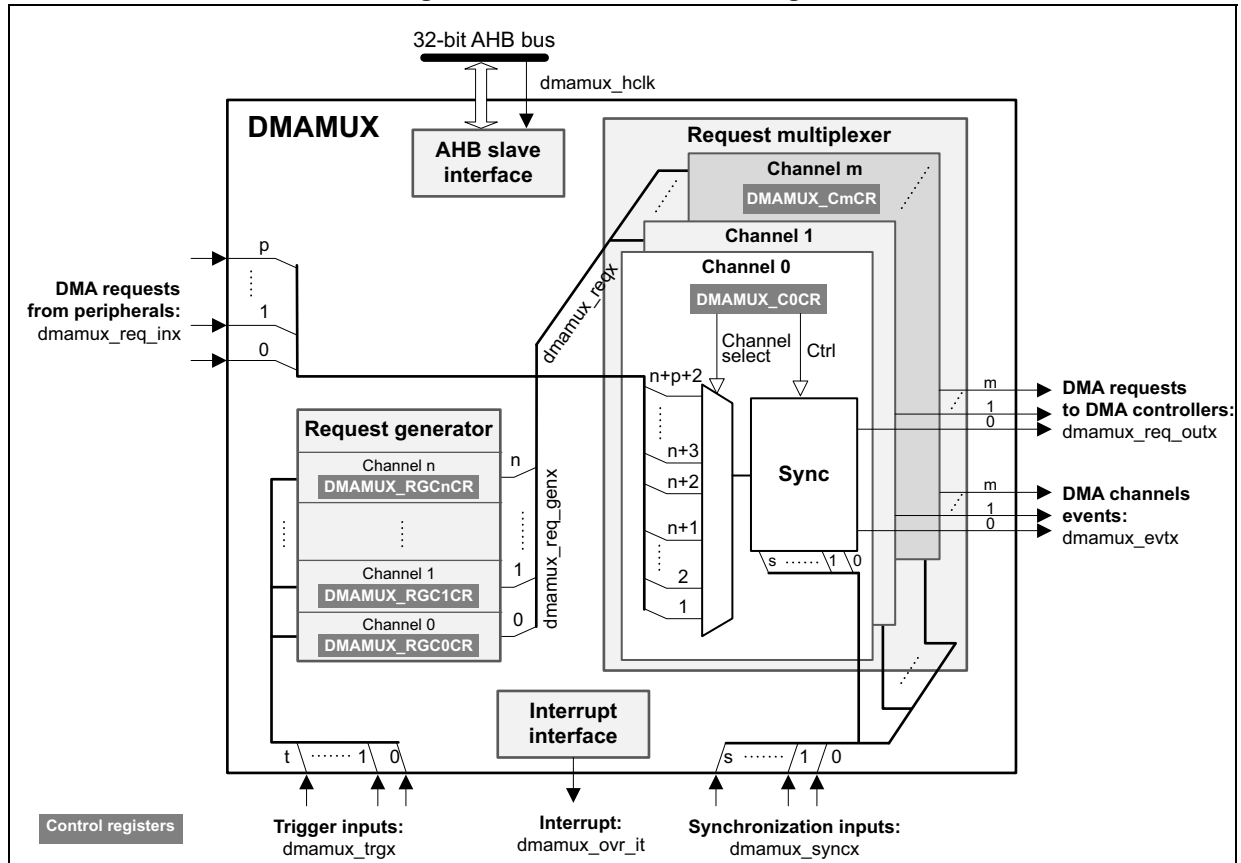 32-bit AHB bus
dmamux_hclk
DMAMUX
AHB slave
interface
Request multiplexer
Channel m
DMAMUX_CmCR
Channel 1
Channel 0
DMAMUX_C0CR
Channel
select
Ctrl
p
DMA requests
from peripherals:
dmamux_req_inx
1
0
dmamux_reqx
n+p+2
n+3
n+2
n+1
2
1
Sync
s ....... 1 0
m
1
0
DMA requests
to DMA controllers:
dmamux_req_outx
m
1
0
DMA channels
events:
dmamux_evtx
Request generator
Channel n
DMAMUX_RGCnCR
n
Channel 1
DMAMUX_RGC1CR
1
Channel 0
DMAMUX_RGC0CR
0
dmamux_req_genx
Interrupt
interface
t ....... 1 0
s ....... 1 0
Control registers
Trigger inputs:
dmamux_trgx
Interrupt:
dmamux_ovr_it
Synchronization inputs:
dmamux_syncx